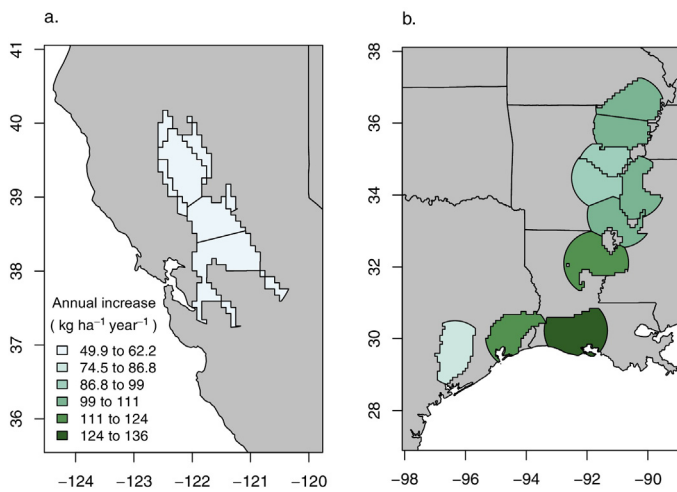 a.
41
40
39
38
37
36
Annual increase
( kg ha⁻¹ year⁻¹)
49.9 to 62.2
74.5 to 86.8
86.8 to 99
99 to 111
111 to 124
124 to 136
−124 −123 −122 −121 −120
b.
38
36
34
32
30
28
−98 −96 −94 −92 −90